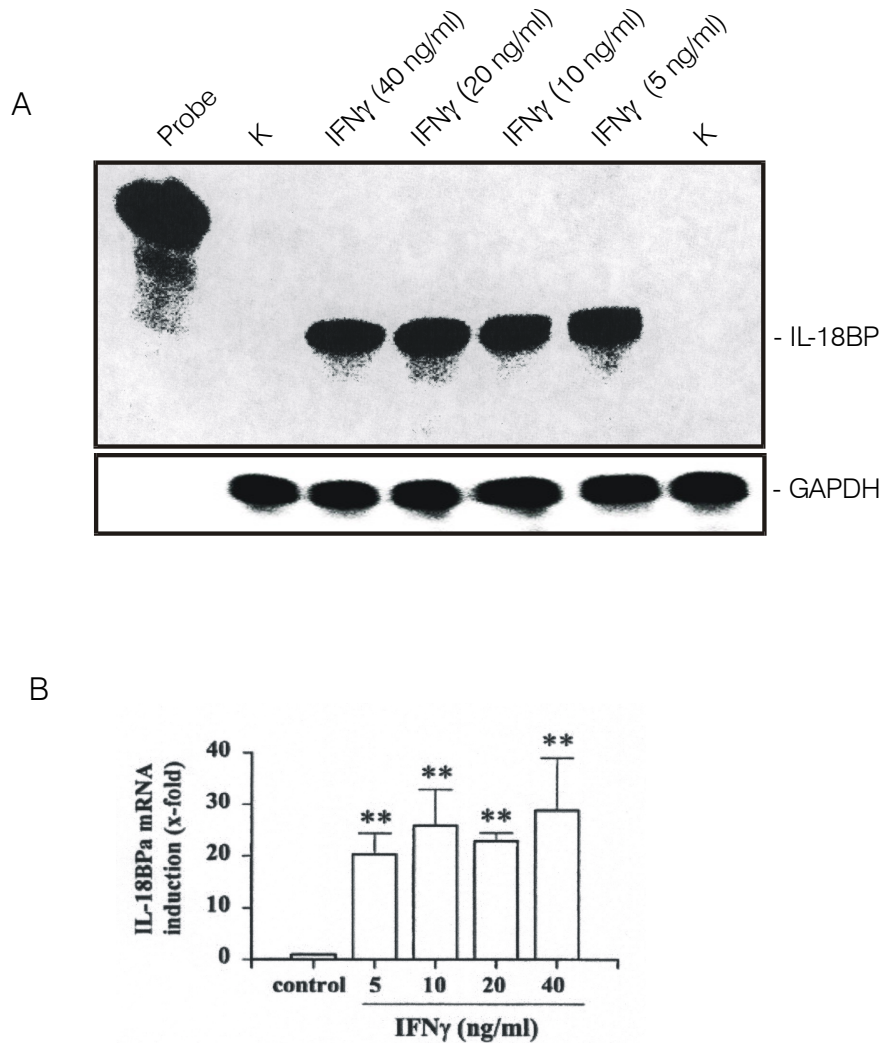 A
Probe
K
IFNγ (40 ng/ml)
IFNγ (20 ng/ml)
IFNγ (10 ng/ml)
IFNγ (5 ng/ml)
K
- IL-18BP
- GAPDH
B
IL-18BPa mRNA
induction (x-fold)
40
30
20
10
0
**
**
**
**
control 5 10 20 40
IFNγ (ng/ml)